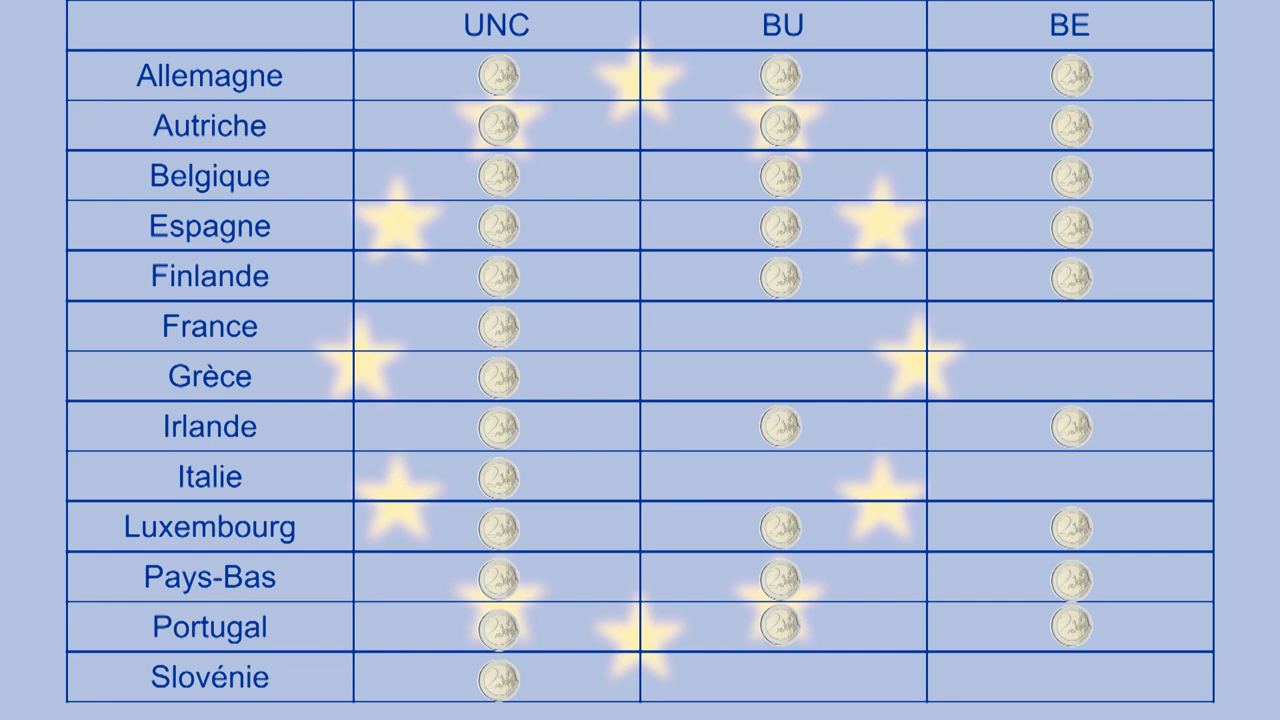 UNC BU BE
Allemagne
Autriche
Belgique
Espagne
Finlande
France
Grèce
Irlande
Italie
Luxembourg
Pays-Bas
Portugal
Slovénie